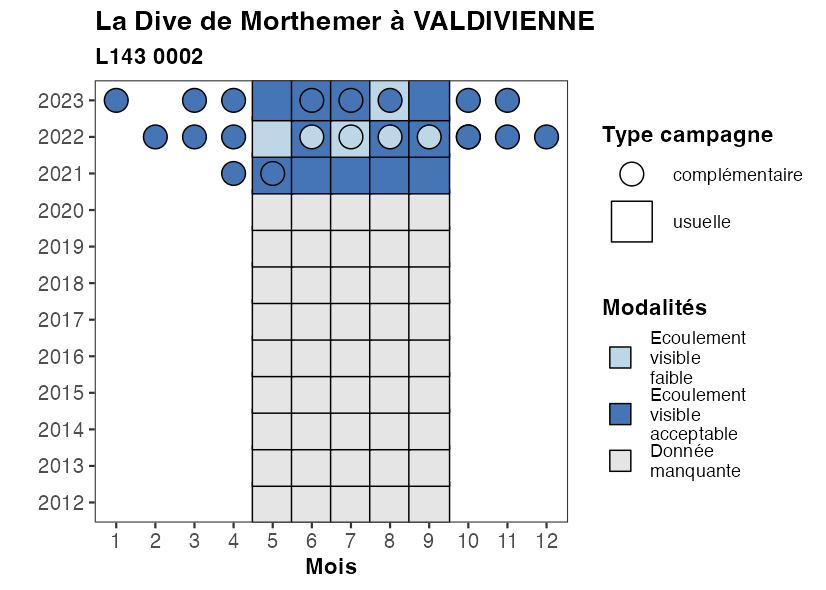 La Dive de Morthemer à VALDIVIENNE
L143 0002
2023
2022
2021
2020
2019
2018
2017
2016
2015
2014
2013
2012
1 2 3 4 5 6 7 8 9 10 11 12
Mois
Type campagne
complémentaire
usuelle
Modalités
Ecoulement
visible
faible
Ecoulement
visible
acceptable
Donnée
manquante